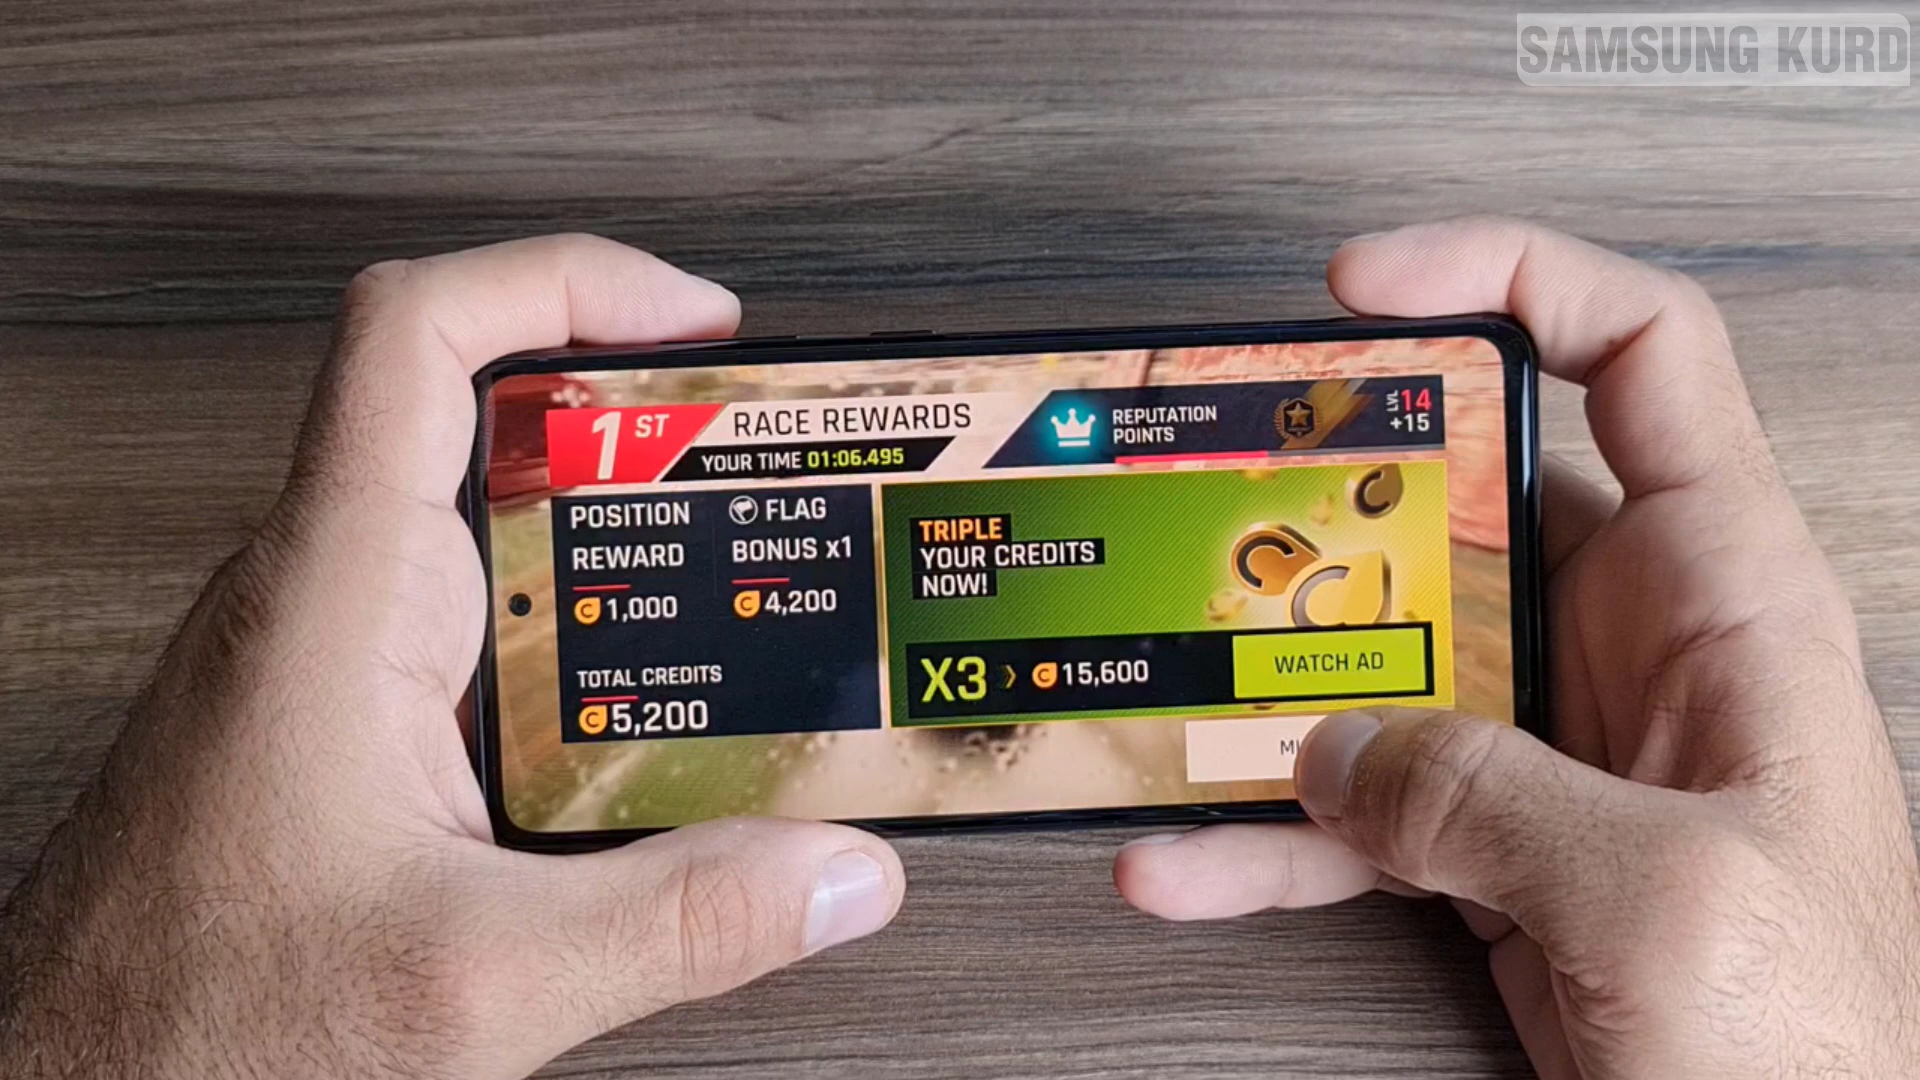 SAMSUNG KURD
1ST
RACE REWARDS
YOUR TIME 01:06.495
REPUTATION
POINTS
LVL 14
+15
POSITION
REWARD
1,000
FLAG
BONUS x1
4,200
TOTAL CREDITS
5,200
TRIPLE
YOUR CREDITS
NOW!
X3
15,600
WATCH AD